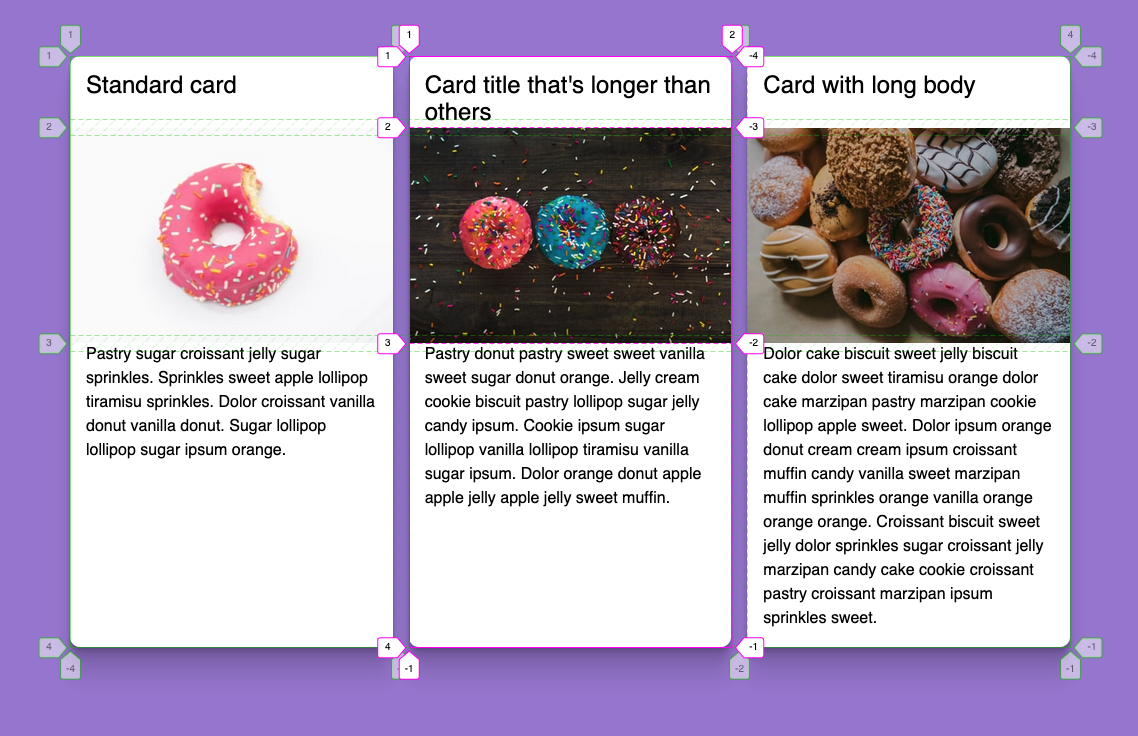 1
1
1
2
4
1
-4
-4
Standard card
Card title that's longer than
others
Card with long body
2
2
-3
-3
3
3
-2
-2
Pastry sugar croissant jelly sugar
sprinkles. Sprinkles sweet apple lollipop
tiramisu sprinkles. Dolor croissant vanilla
donut vanilla donut. Sugar lollipop
lollipop sugar ipsum orange.
Pastry donut pastry sweet sweet vanilla
sweet sugar donut orange. Jelly cream
cookie biscuit pastry lollipop sugar jelly
candy ipsum. Cookie ipsum sugar
lollipop vanilla lollipop tiramisu vanilla
sugar ipsum. Dolor orange donut apple
apple jelly apple jelly sweet muffin.
Dolor cake biscuit sweet jelly biscuit
cake dolor sweet tiramisu orange dolor
cake marzipan pastry marzipan cookie
lollipop apple sweet. Dolor ipsum orange
donut cream cream ipsum croissant
muffin candy vanilla sweet marzipan
muffin sprinkles orange vanilla orange
orange orange. Croissant biscuit sweet
jelly dolor sprinkles sugar croissant jelly
marzipan candy cake cookie croissant
pastry croissant marzipan ipsum
sprinkles sweet.
4
4
-1
-1
-4
-1
-2
-1